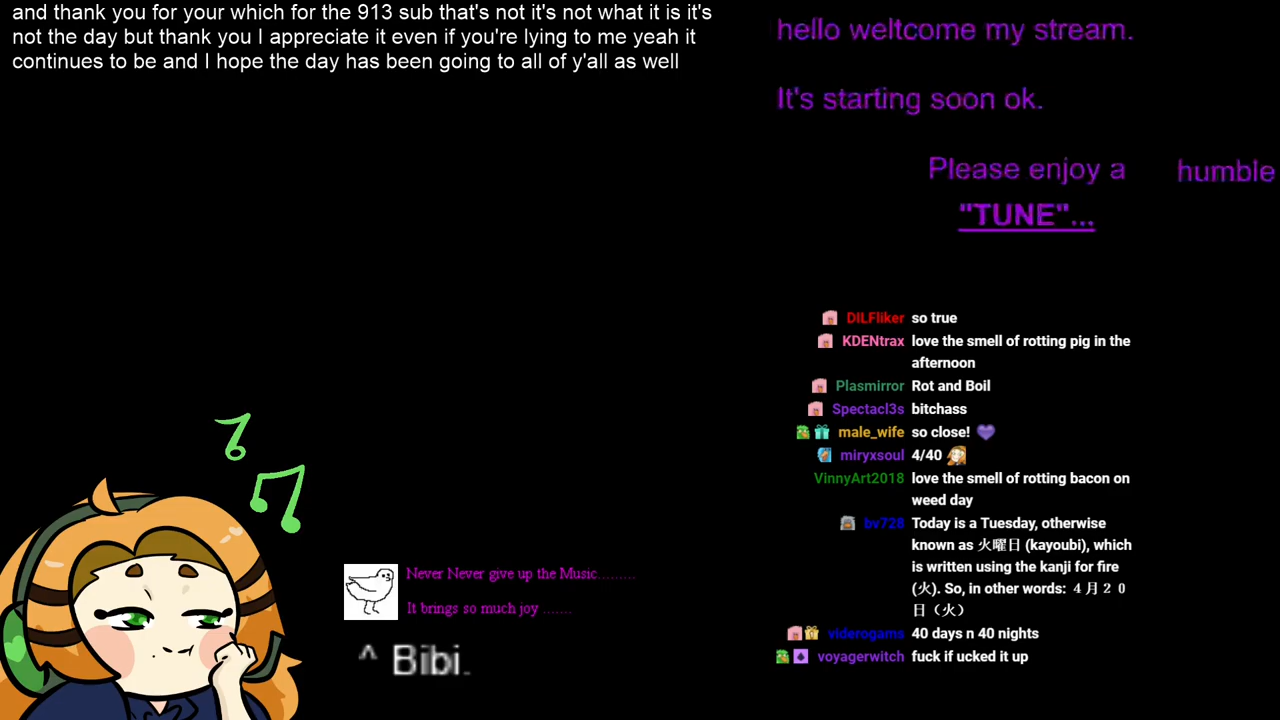 and thank you for your which for the 913 sub that's not it's not what it is it's
not the day but thank you I appreciate it even if you're lying to me yeah it
continues to be and I hope the day has been going to all of y'all as well
hello weltcome my stream.
It's starting soon ok.
Please enjoy a humble
"TUNE"...
DILFliker so true
KDENtrax love the smell of rotting pig in the
afternoon
Plasmirror Rot and Boil
Spectacl3s bitchass
male_wife so close!
miryxsoul 4/40
VinnyArt2018 love the smell of rotting bacon on
weed day
bv728 Today is a Tuesday, otherwise
known as 火曜日 (kayoubi), which
is written using the kanji for fire
(火). So, in other words: ４月２０
日（火）
viderogams 40 days n 40 nights
voyagerwitch fuck if ucked it up
Never Never give up the Music.........
It brings so much joy .......
^ Bibi.